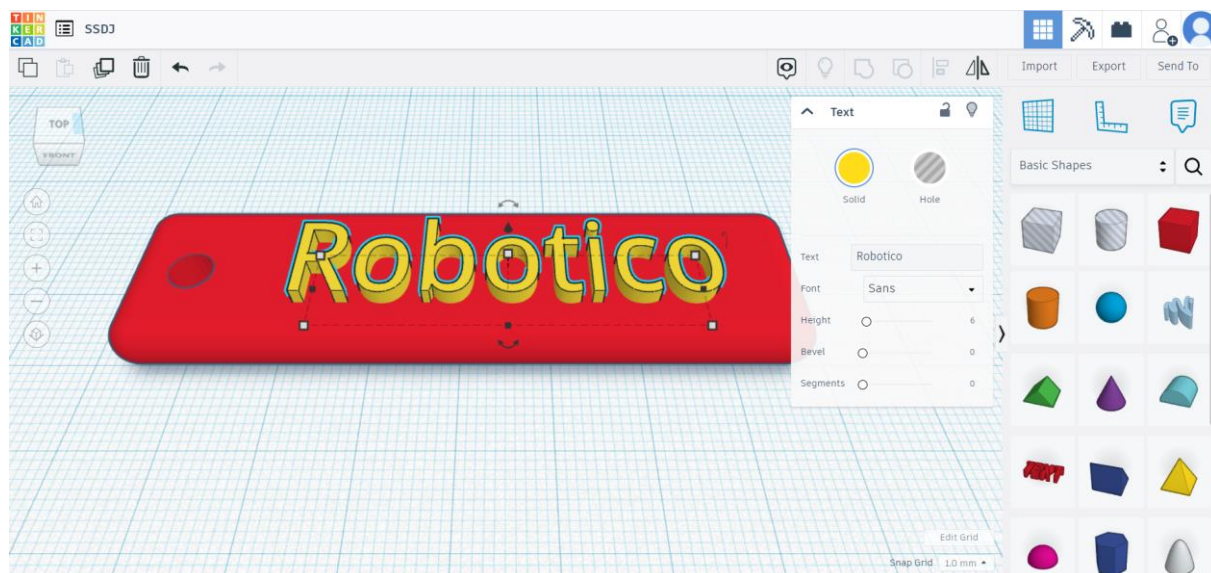 TIN
KER
CAD
SSDJ
Import
Export
Send To
TOP
FRONT
Text
Solid
Hole
Text
Robotico
Font
Sans
Height
6
Bevel
0
Segments
0
Robotico
Basic Shapes
TEXT
Edit Grid
Snap Grid 1.0 mm